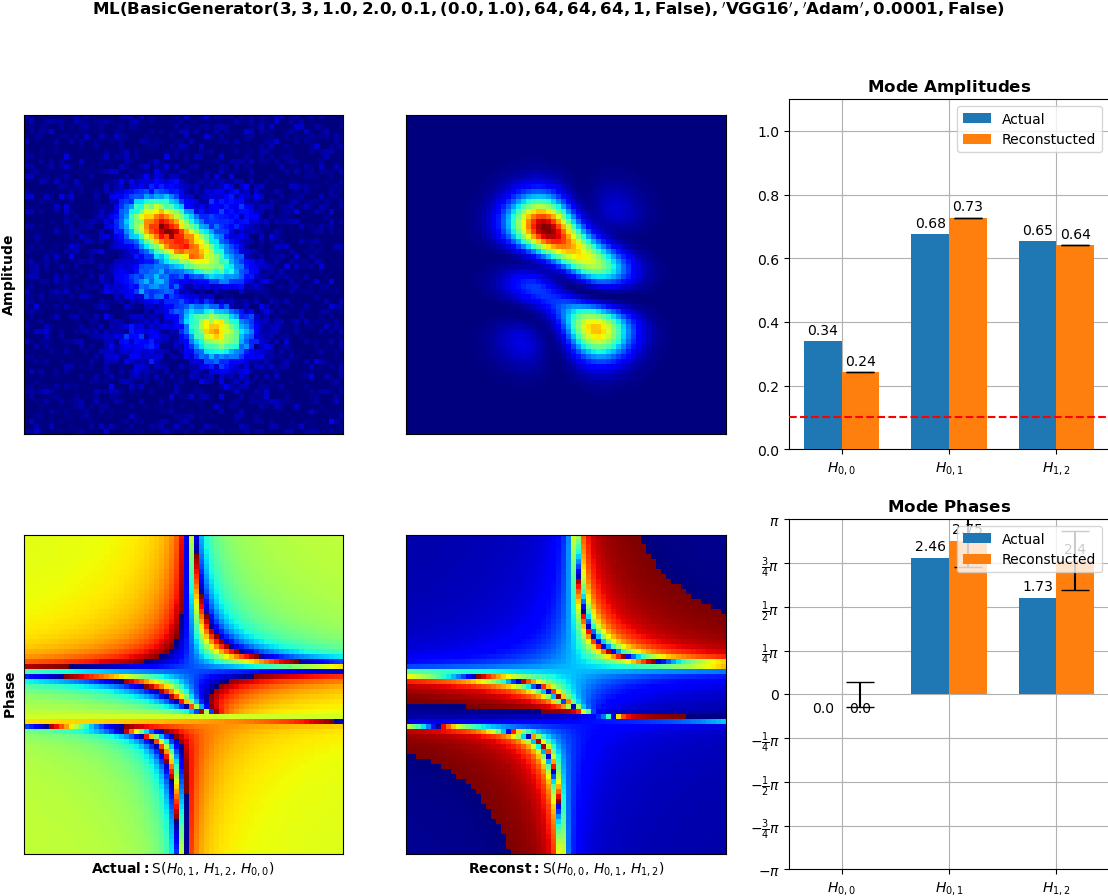 ML(BasicGenerator(3, 3, 1.0, 2.0, 0.1, (0.0, 1.0), 64, 64, 64, 1, False), ′VGG16′, ′Adam′, 0.0001, False)
Amplitude
Mode Amplitudes
Actual
Reconstucted
1.0
0.8
0.6
0.4
0.2
0.0
0.34
0.24
0.68
0.73
0.65
0.64
H0,0
H0,1
H1,2
Phase
Actual: S(H0,1, H1,2, H0,0)
Reconst: S(H0,0, H0,1, H1,2)
Mode Phases
Actual
Reconstucted
π
3/4π
1/2π
1/4π
0
−1/4π
−1/2π
−3/4π
−π
0.0
0.0
2.46
2.75
1.73
2.4
H0,0
H0,1
H1,2